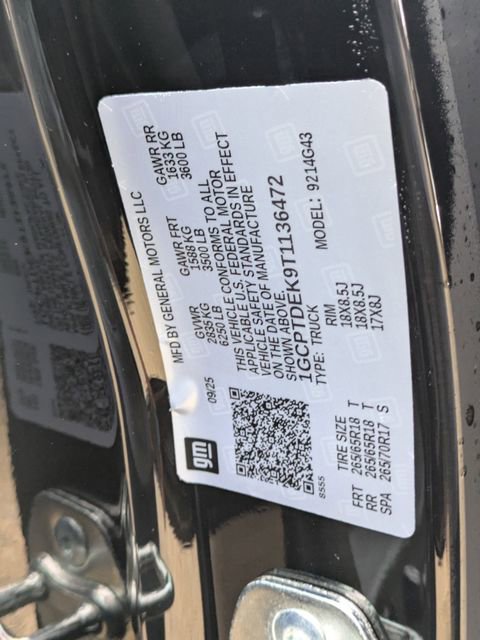 gm
MFD BY GENERAL MOTORS LLC
09/25
GVWR GAWR FRT GAWR RR
2835 KG 1588 KG 1633 KG
6250 LB 3500 LB 3600 LB
THIS VEHICLE CONFORMS TO ALL
APPLICABLE U.S. FEDERAL MOTOR
VEHICLE SAFETY STANDARDS IN EFFECT
ON THE DATE OF MANUFACTURE
SHOWN ABOVE.
1GCPTDEK9T1136472
TYPE: TRUCK MODEL: 9214G43
8555
TIRE SIZE RIM
FRT 265/65R18 T 18X8.5J
RR 265/65R18 T 18X8.5J
SPA 265/70R17 S 17X8J